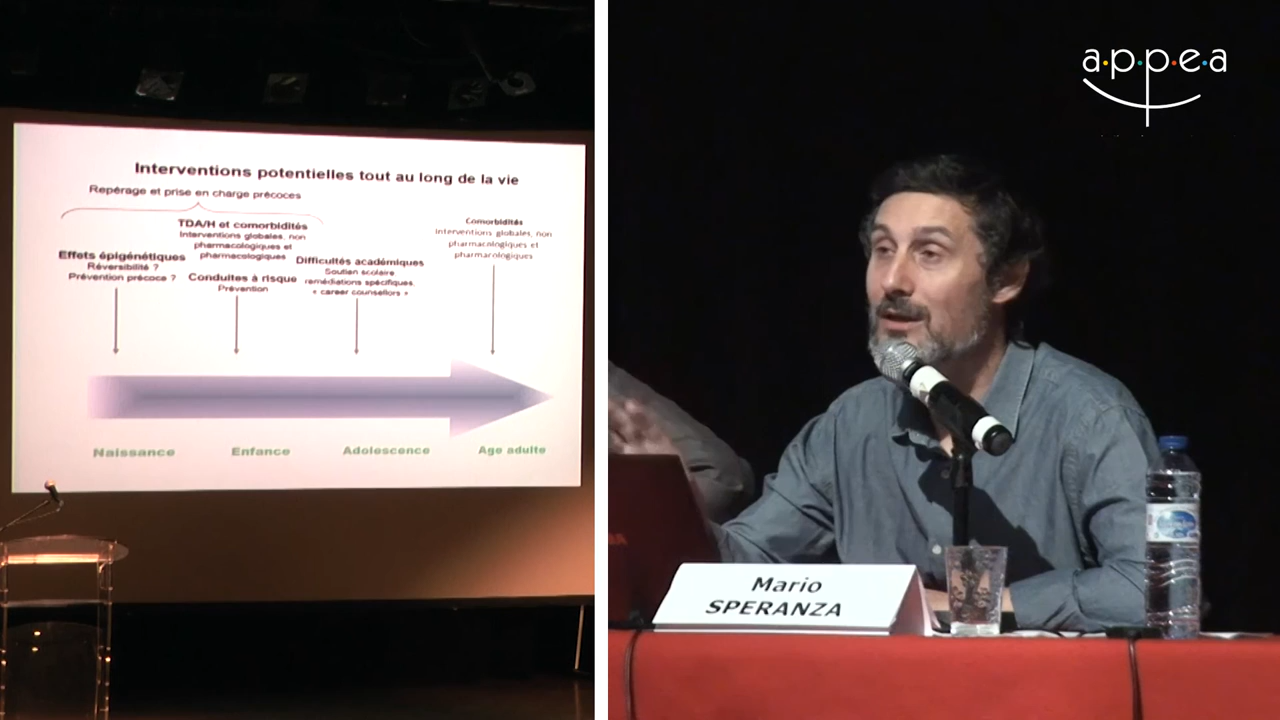 Interventions potentielles tout au long de la vie
Repérage et prise en charge précoces
TDA/H et comorbidités
Interventions globales, non
pharmacologiques et
pharmacologiques
Effets épigénétiques
Réversibilité ?
Prévention précoce ?
Conduites à risque
Prévention
Difficultés académiques
Soutien scolaire
remédiations spécifiques,
« career counsellors »
Comorbidités
Interventions globales, non
pharmacologiques et
pharmacologiques
Naissance
Enfance
Adolescence
Age adulte
a·p·p·e·a
Mario
SPERANZA